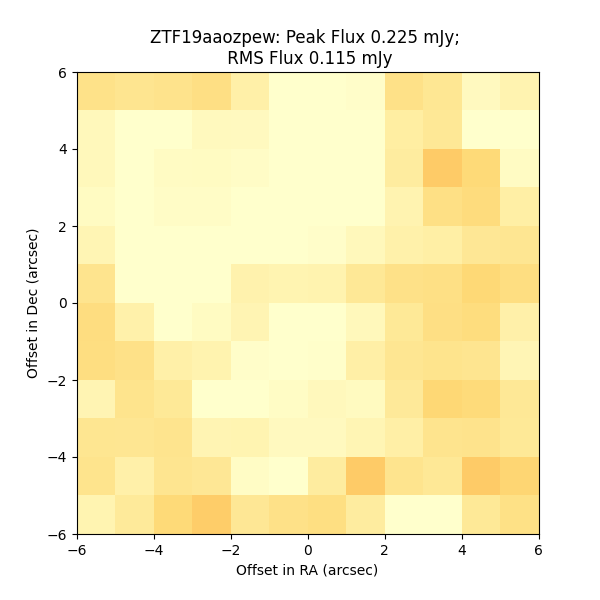 ZTF19aaozpew: Peak Flux 0.225 mJy;
RMS Flux 0.115 mJy
6
4
2
0
−2
−4
−6
Offset in Dec (arcsec)
−6 −4 −2 0 2 4 6
Offset in RA (arcsec)